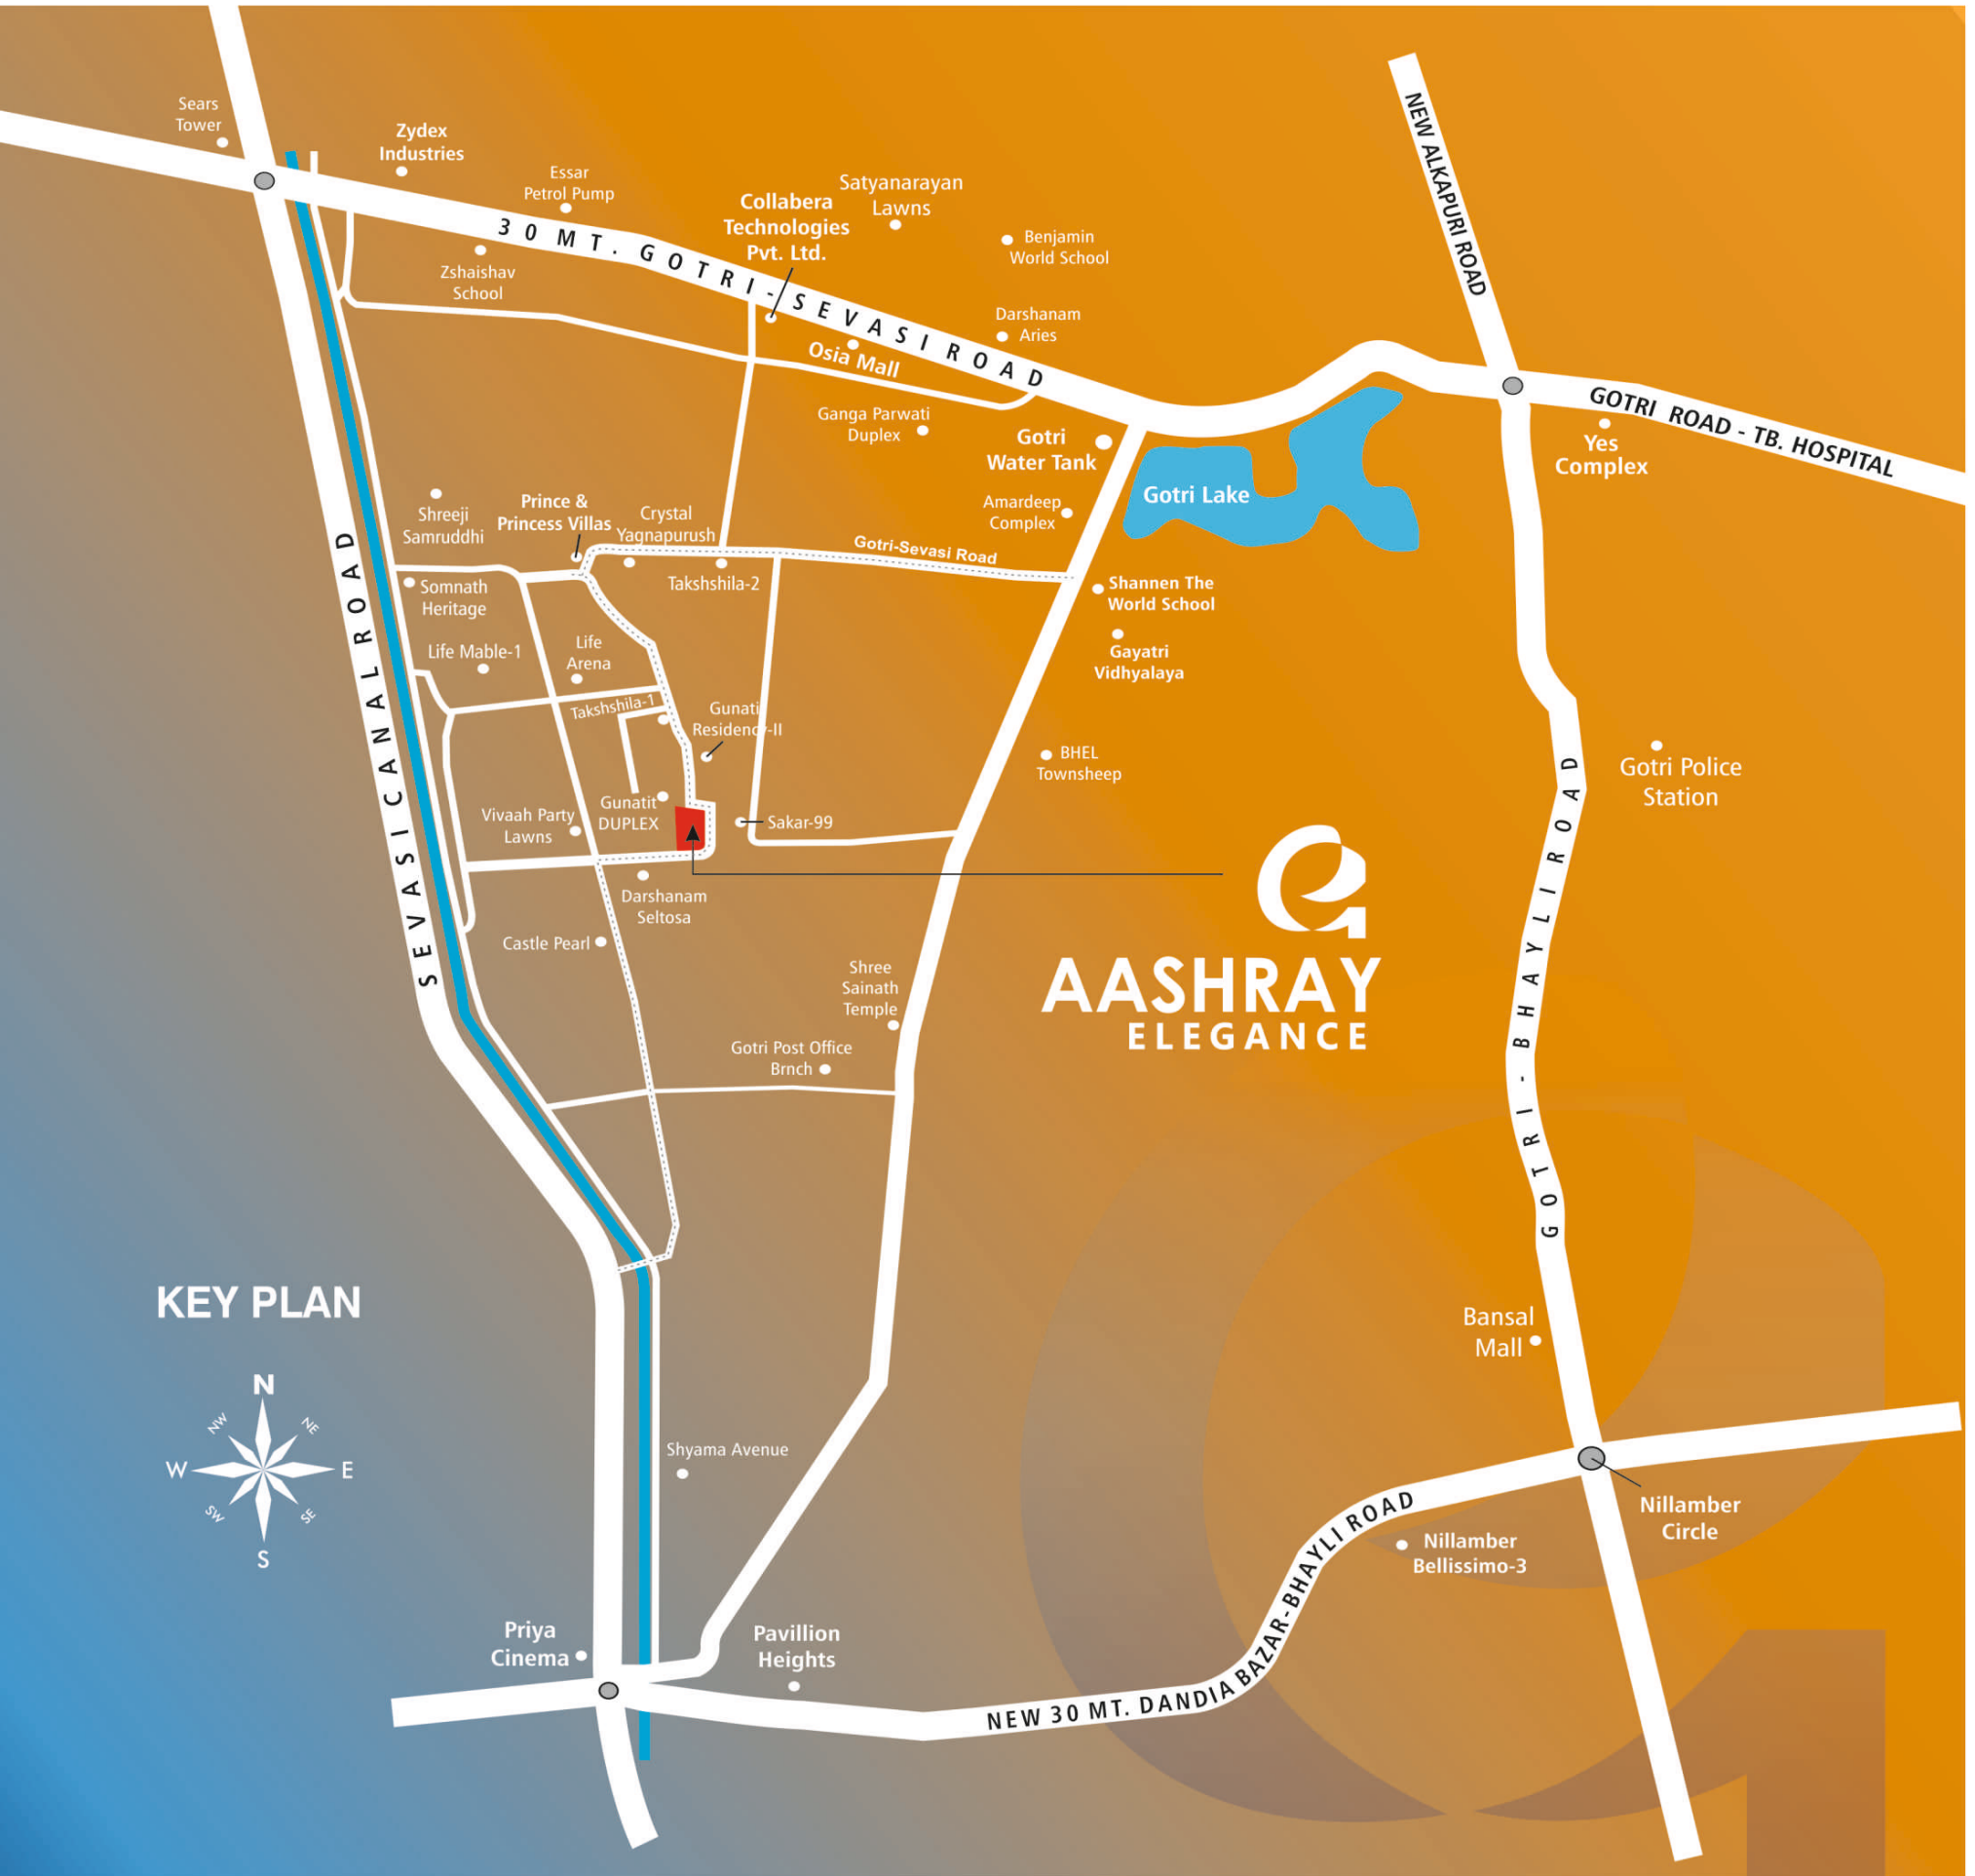 Sears
Tower
Zydex
Industries
Essar
Petrol Pump
Zshaishav
School
30 MT. GOTRI-SEVASI ROAD
Collabera
Technologies
Pvt. Ltd.
Satyanarayan
Lawns
Benjamin
World School
Darshanam
Aries
Osia Mall
Ganga Parwati
Duplex
Gotri
Water Tank
Amardeep
Complex
Gotri Lake
NEW ALKAPURI ROAD
GOTRI ROAD - TB. HOSPITAL
Yes
Complex
Shreeji
Samruddhi
Prince &
Princess Villas
Crystal
Yagnapurush
Takshshila-2
Gotri-Sevasi Road
Shannen The
World School
Gayatri
Vidhyalaya
SEVASI CANAL ROAD
Somnath
Heritage
Life Mable-1
Life
Arena
Takshshila-1
Gunatit
Residency-II
BHEL
Townsheep
Gotri Police
Station
GOTRI - BHAYLI ROAD
Vivaah Party
Lawns
Gunatit
DUPLEX
Sakar-99
Darshanam
Seltosa
Castle Pearl
Shree
Sainath
Temple
Gotri Post Office
Brnch
AASHRAY
ELEGANCE
KEY PLAN
N
NW
NE
W
E
SW
SE
S
Bansal
Mall
Shyama Avenue
Nillamber
Circle
Nillamber
Bellissimo-3
Priya
Cinema
Pavillion
Heights
NEW 30 MT. DANDIA BAZAR-BHAYLI ROAD